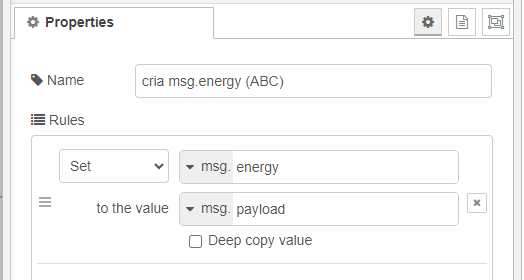 Properties
Name
cria msg.energy (ABC)
Rules
Set
msg. energy
to the value
msg. payload
Deep copy value